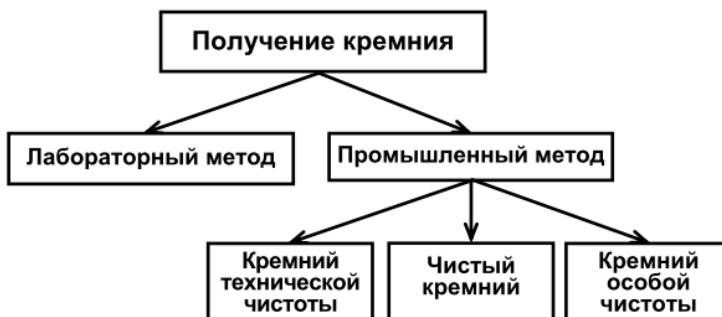 Получение кремния
Лабораторный метод
Промышленный метод
Кремний
технической
чистоты
Чистый
кремний
Кремний
особой
чистоты